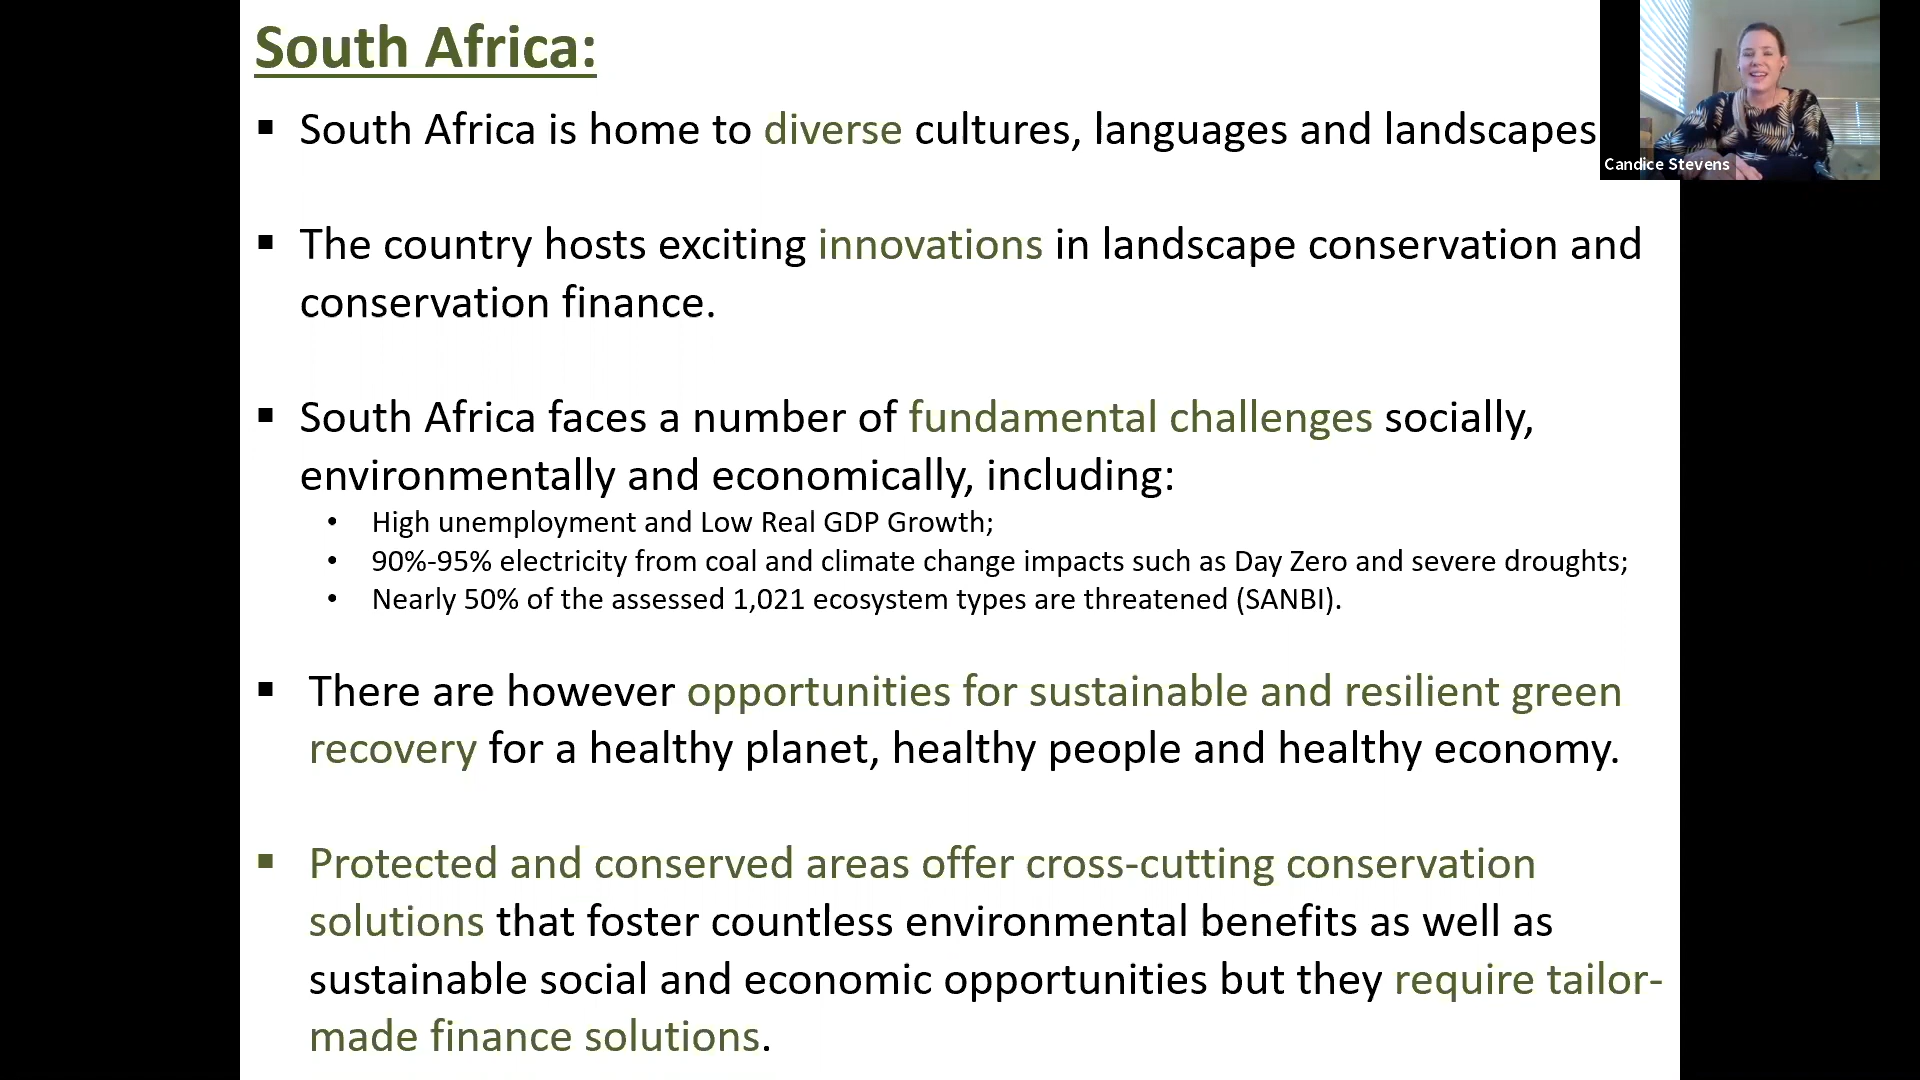 South Africa:
▪ South Africa is home to diverse cultures, languages and landscapes
Candice Stevens
▪ The country hosts exciting innovations in landscape conservation and
conservation finance.
▪ South Africa faces a number of fundamental challenges socially,
environmentally and economically, including:
• High unemployment and Low Real GDP Growth;
• 90%-95% electricity from coal and climate change impacts such as Day Zero and severe droughts;
• Nearly 50% of the assessed 1,021 ecosystem types are threatened (SANBI).
▪ There are however opportunities for sustainable and resilient green
recovery for a healthy planet, healthy people and healthy economy.
▪ Protected and conserved areas offer cross-cutting conservation
solutions that foster countless environmental benefits as well as
sustainable social and economic opportunities but they require tailor-
made finance solutions.